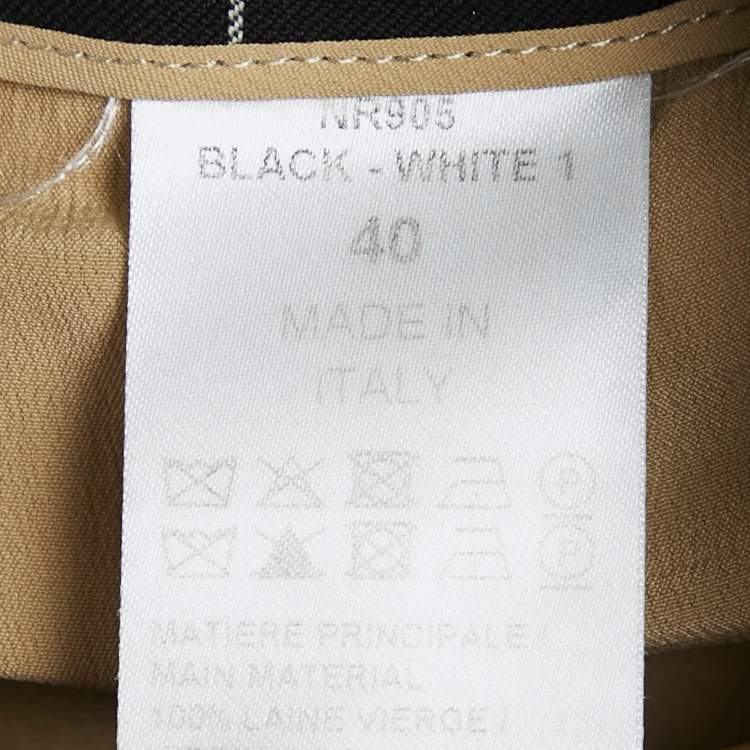 NR905
BLACK - WHITE 1
40
MADE IN
ITALY
MATIERE PRINCIPALE /
MAIN MATERIAL
100% LAINE VIERGE /